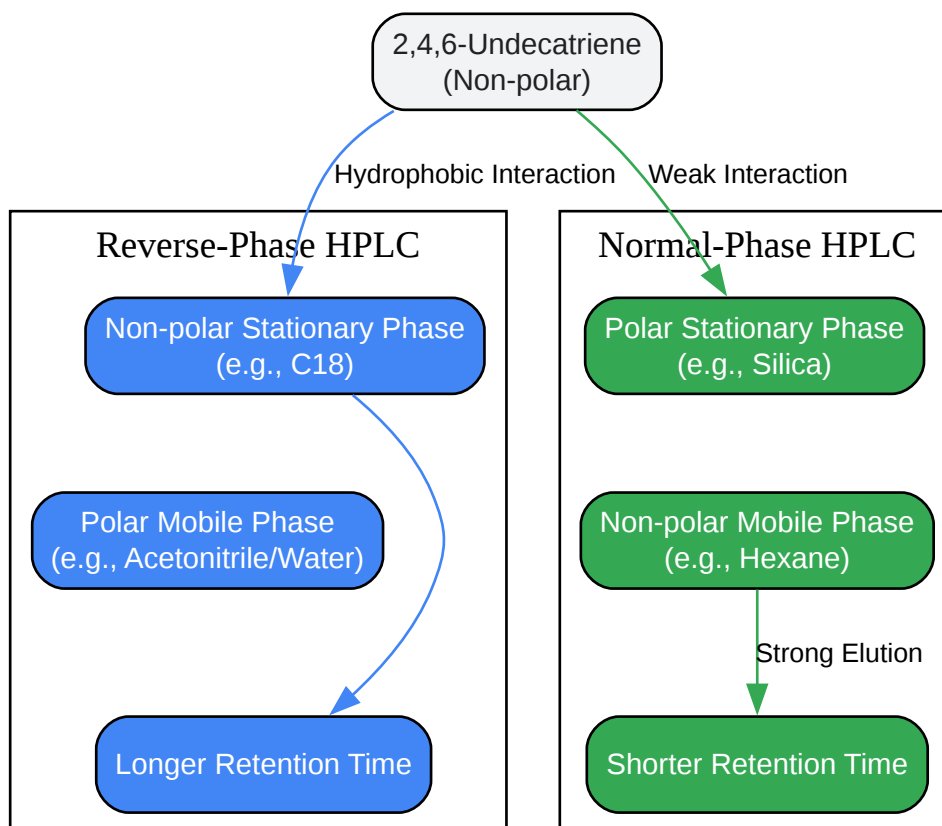 2,4,6-Undecatriene
(Non-polar)
Hydrophobic Interaction
Weak Interaction
Reverse-Phase HPLC
Non-polar Stationary Phase
(e.g., C18)
Polar Mobile Phase
(e.g., Acetonitrile/Water)
Longer Retention Time
Normal-Phase HPLC
Polar Stationary Phase
(e.g., Silica)
Non-polar Mobile Phase
(e.g., Hexane)
Strong Elution
Shorter Retention Time